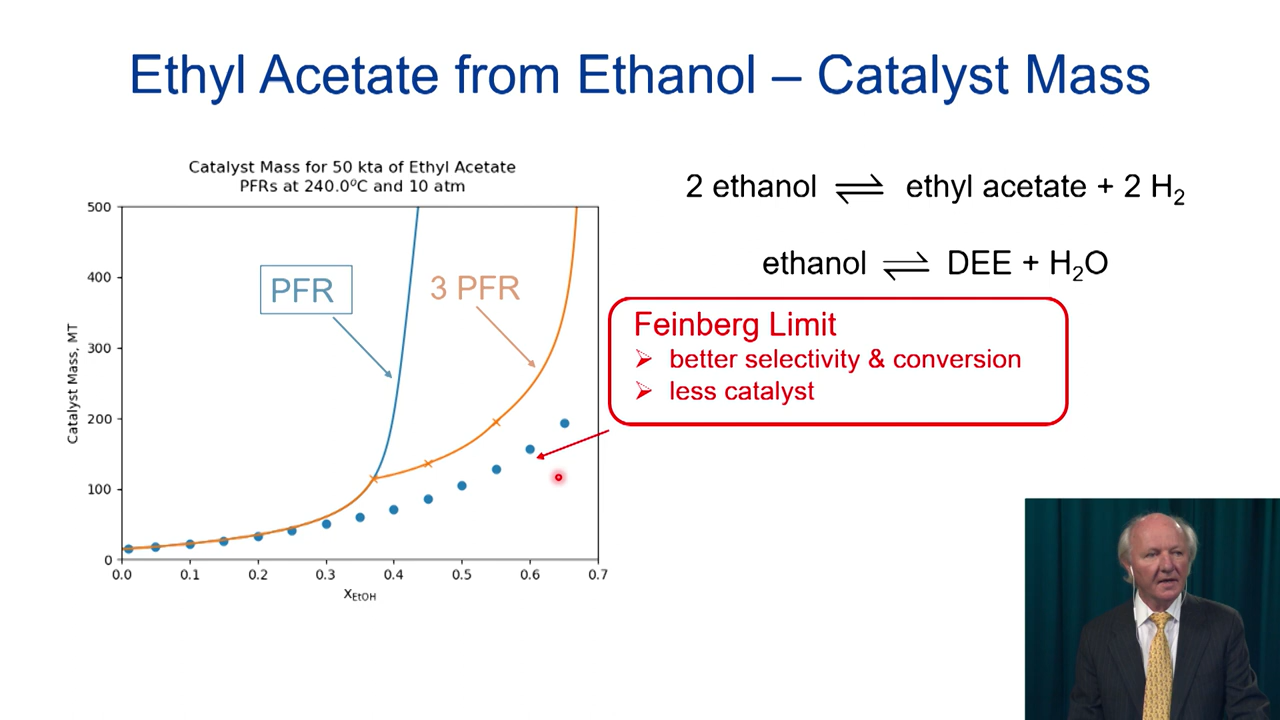 Ethyl Acetate from Ethanol – Catalyst Mass
Catalyst Mass for 50 kta of Ethyl Acetate
PFRs at 240.0°C and 10 atm
500
400
300
200
100
0
Catalyst Mass, MT
PFR
3 PFR
0.0 0.1 0.2 0.3 0.4 0.5 0.6 0.7
X_EtOH
2 ethanol ⇌ ethyl acetate + 2 H₂
ethanol ⇌ DEE + H₂O
Feinberg Limit
➢ better selectivity & conversion
➢ less catalyst